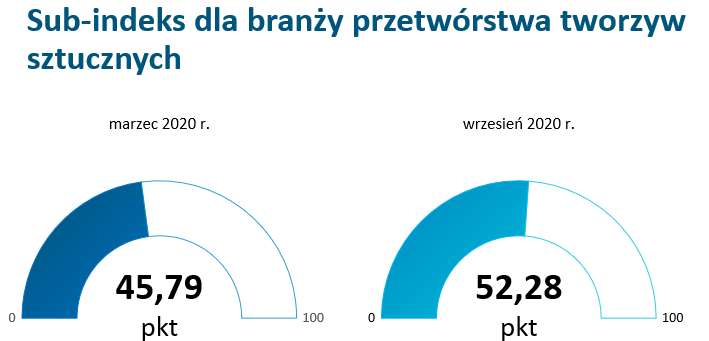 Sub-indeks dla branży przetwórstwa tworzyw
sztucznych
marzec 2020 r.
wrzesień 2020 r.
45,79
52,28
0
100
0
100
pkt
pkt